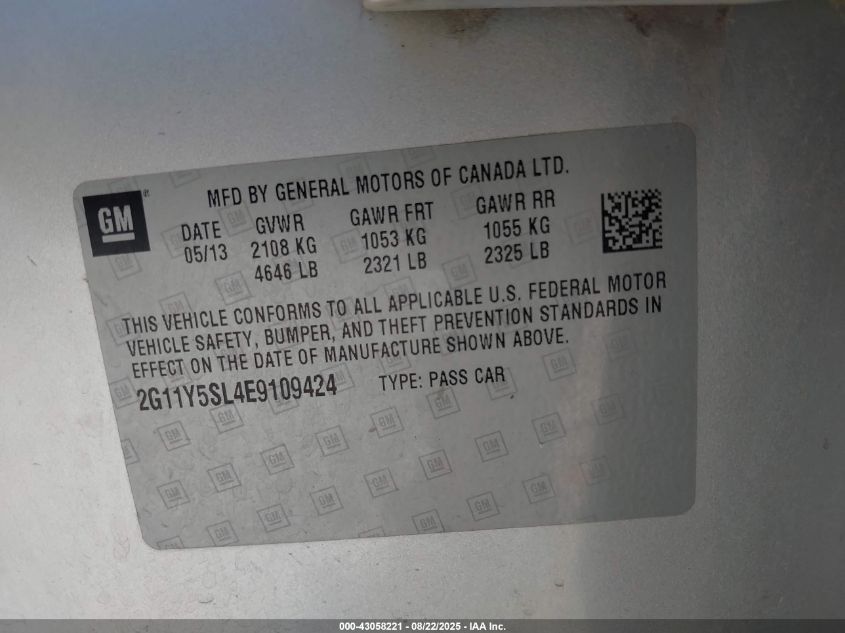 GM
MFD BY GENERAL MOTORS OF CANADA LTD.
DATE GVWR GAWR FRT GAWR RR
05/13 2108 KG 1053 KG 1055 KG
4646 LB 2321 LB 2325 LB
THIS VEHICLE CONFORMS TO ALL APPLICABLE U.S. FEDERAL MOTOR
VEHICLE SAFETY, BUMPER, AND THEFT PREVENTION STANDARDS IN
EFFECT ON THE DATE OF MANUFACTURE SHOWN ABOVE.
2G11Y5SL4E9109424 TYPE: PASS CAR
000-43058221 - 08/22/2025 - IAA Inc.